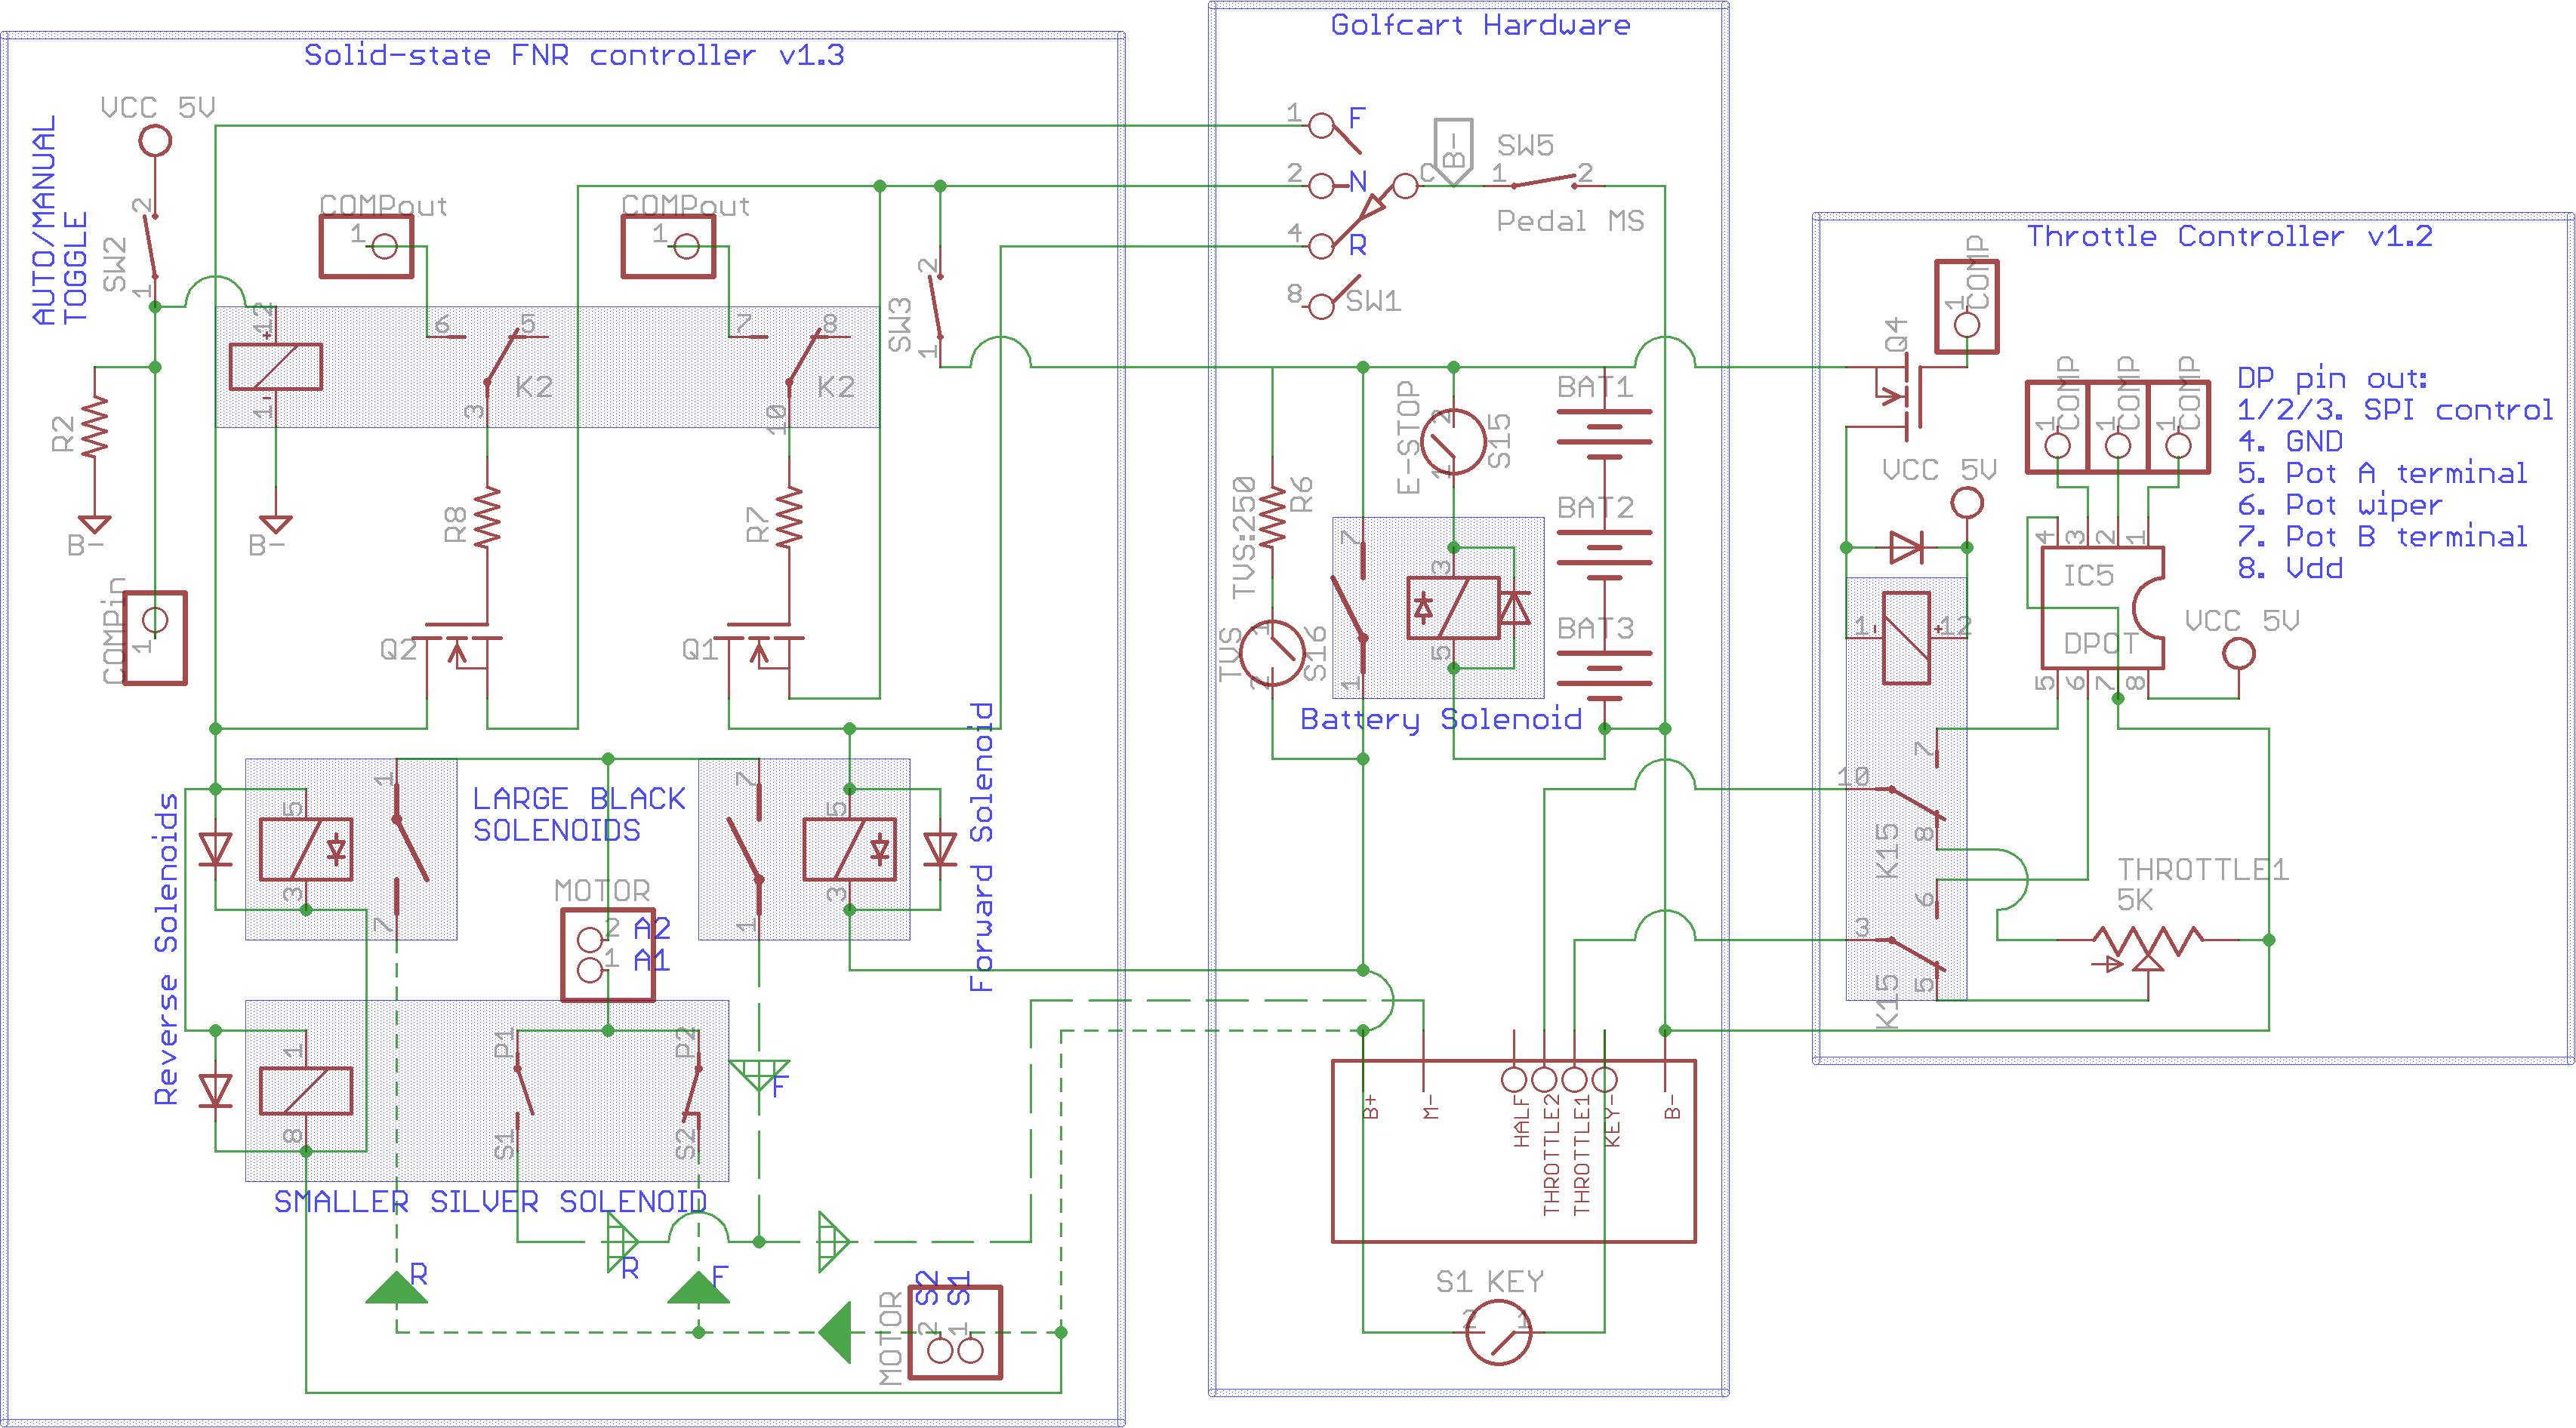 Solid-state FNR controller v1.3
VCC 5V
AUTO/MANUAL
TOGGLE
2
SW2
1
COMPout
1
COMPout
1
12
+
-
1
6
5
K2
3
7
8
K2
10
2
SW3
1
R2
B-
B-
R8
R7
COMPin
1
Q2
Q1
Reverse Solenoids
5
3
1
7
LARGE BLACK
SOLENOIDS
7
1
5
3
Forward Solenoid
MOTOR
2
A2
1
A1
1
8
P1
S1
P2
S2
F
SMALLER SILVER SOLENOID
R
R
F
MOTOR
S2
S1
2
1
Golfcart Hardware
1
F
2
N
4
R
8
SW1
C
B-
SW5
1
2
Pedal MS
TVS:250
R6
TVS
1
2
S16
E-STOP
2
1
S15
7
1
3
5
Battery Solenoid
BAT1
BAT2
BAT3
B+
M-
HALF
THROTTLE2
THROTTLE1
KEY-
B-
S1 KEY
2
1
Throttle Controller v1.2
Q4
1
COMP
1
COMP
1
COMP
1
COMP
DP pin out:
1/2/3. SPI control
4. GND
5. Pot A terminal
6. Pot wiper
7. Pot B terminal
8. Vdd
VCC 5V
1
-
+
12
4
3
2
1
IC5
DPOT
5
6
7
8
VCC 5V
7
10
8
K15
6
3
5
K15
THROTTLE1
5K